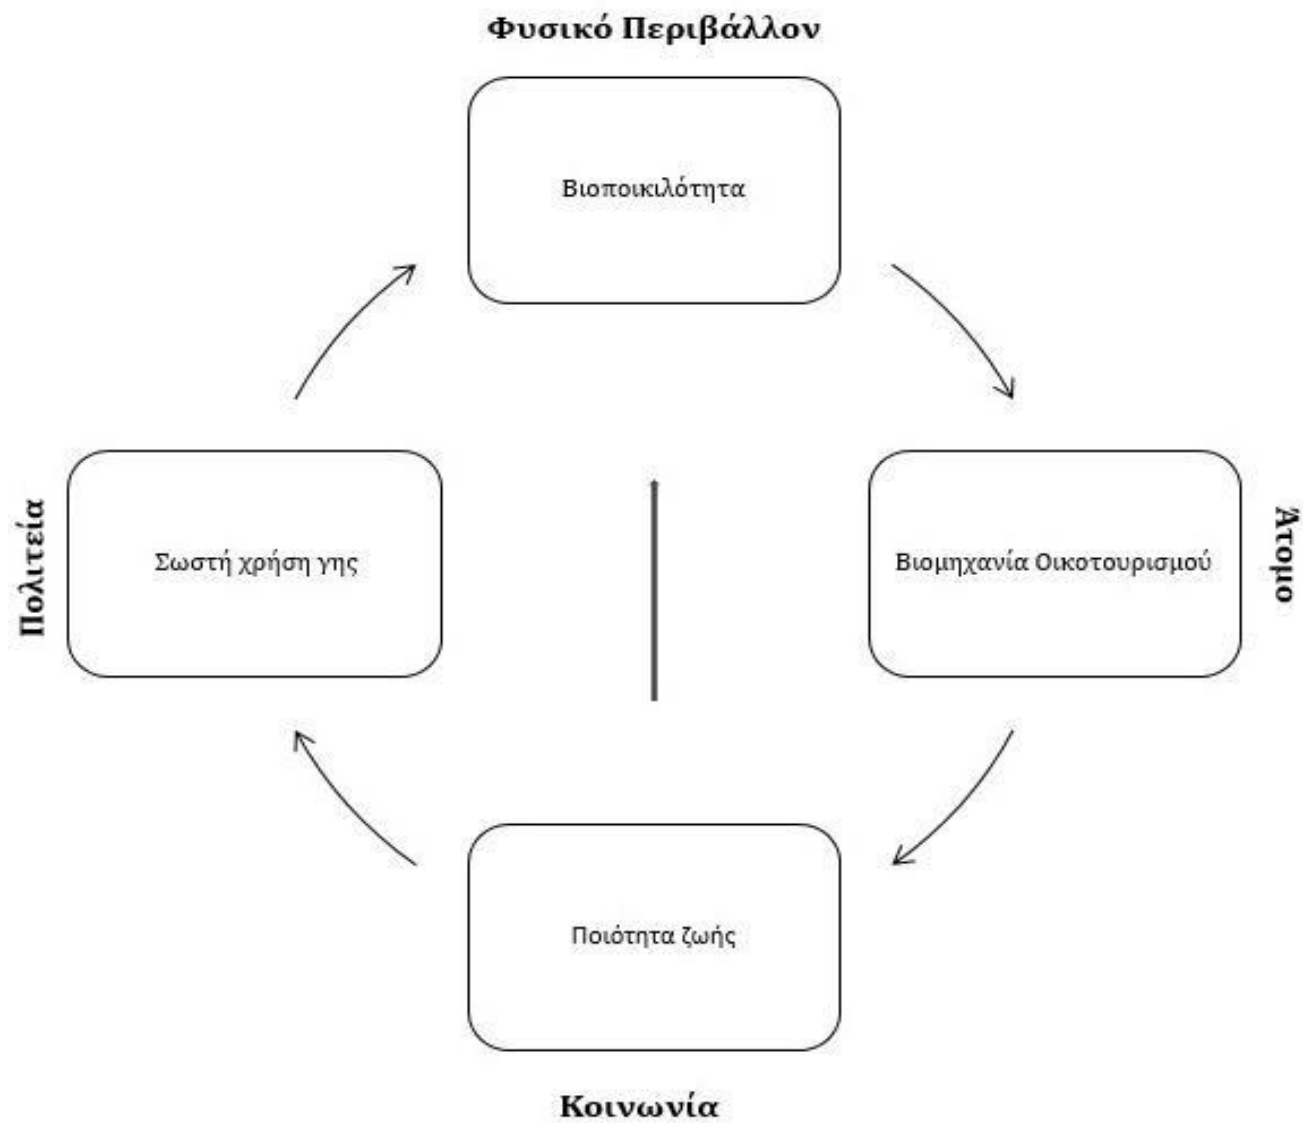 Φυσικό Περιβάλλον
Βιοποικιλότητα
Πολιτεία
Σωστή χρήση γης
Βιομηχανία Οικοτουρισμού
Άτομο
Ποιότητα ζωής
Κοινωνία